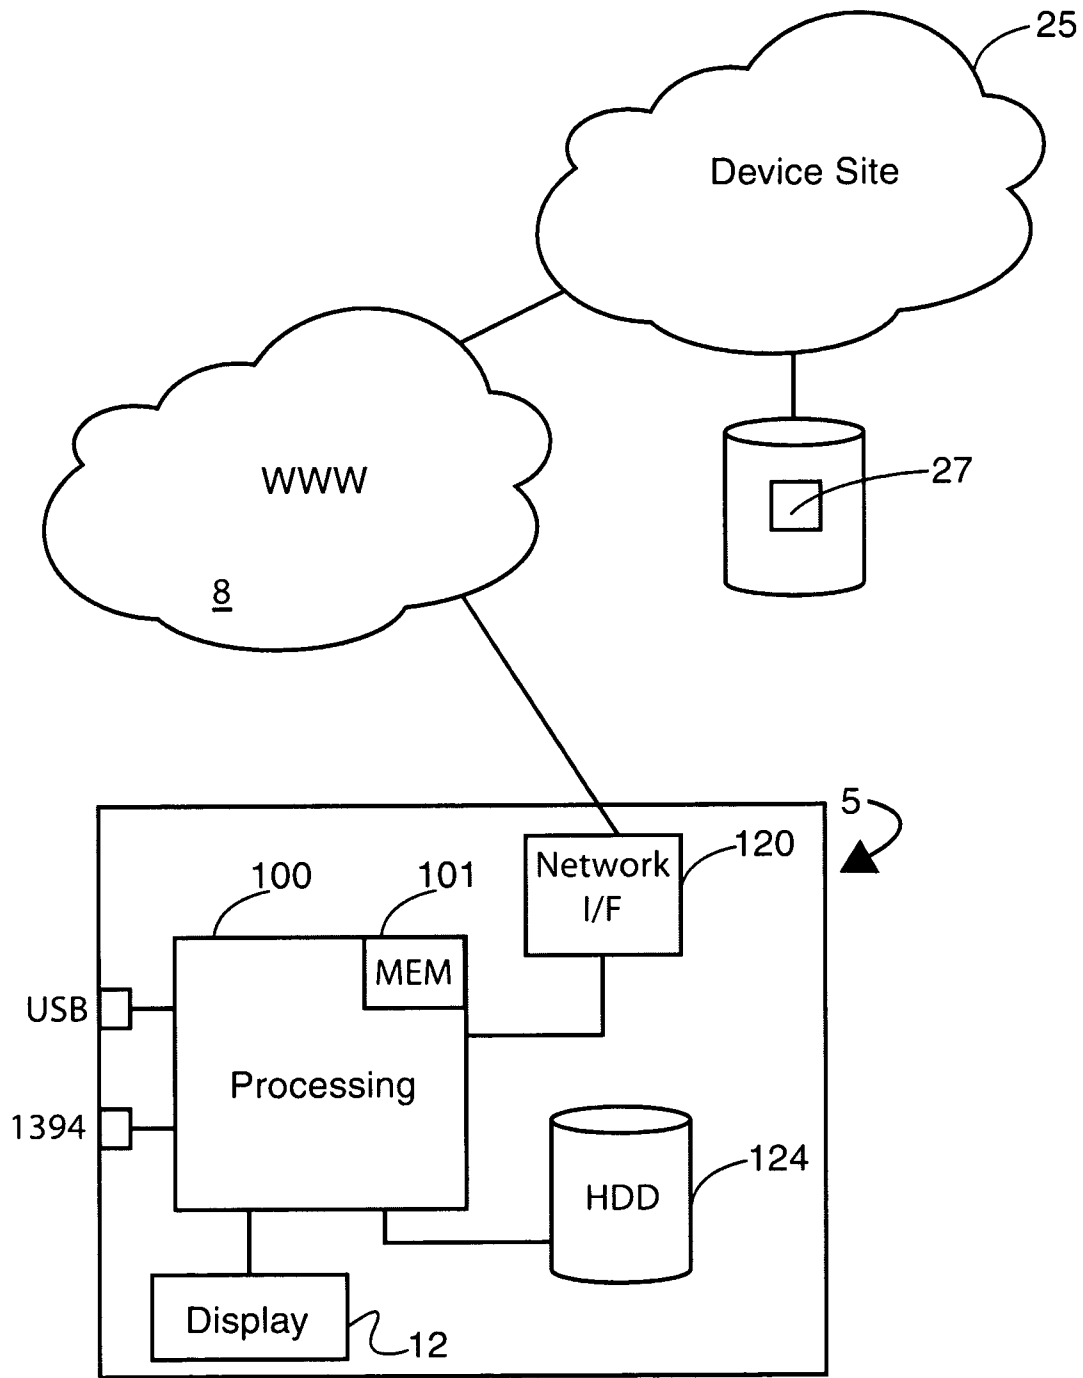 25
Device Site
WWW
27
8
5
120
Network
I/F
100
101
MEM
USB
Processing
1394
124
HDD
Display
12